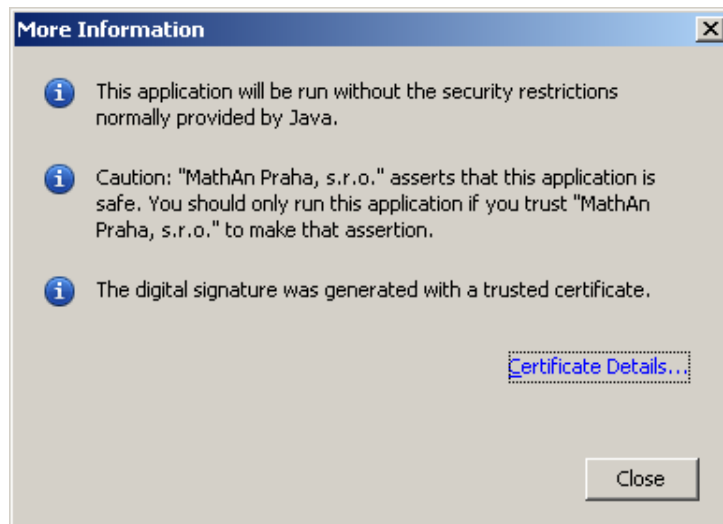 More Information
This application will be run without the security restrictions
normally provided by Java.
Caution: "MathAn Praha, s.r.o." asserts that this application is
safe. You should only run this application if you trust "MathAn
Praha, s.r.o." to make that assertion.
The digital signature was generated with a trusted certificate.
Certificate Details...
Close